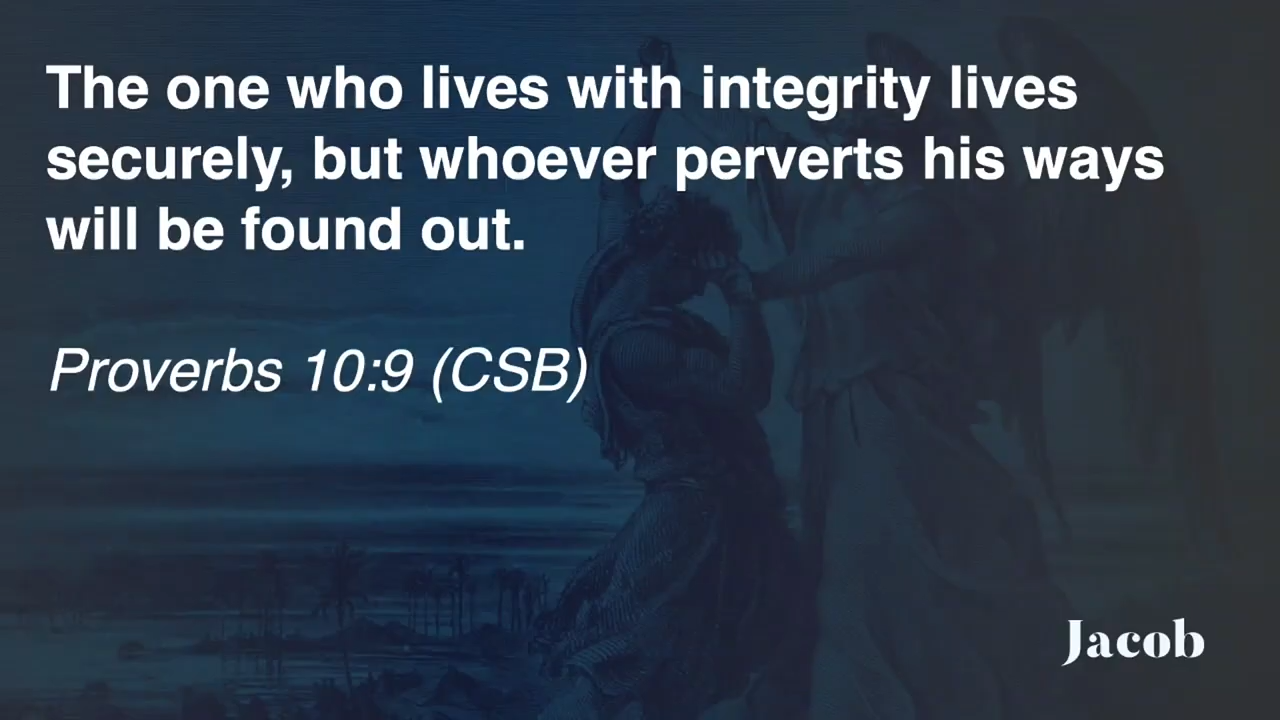 The one who lives with integrity lives
securely, but whoever perverts his ways
will be found out.
Proverbs 10:9 (CSB)
Jacob